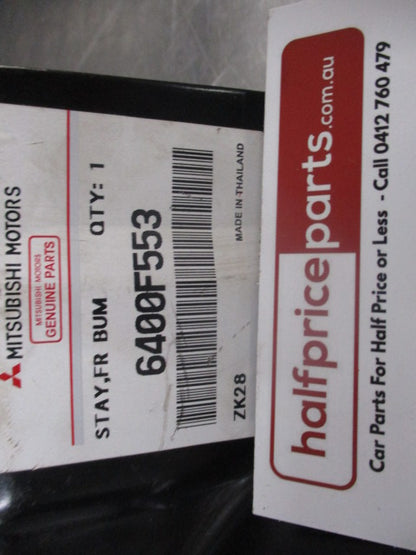 MITSUBISHI MOTORS
MITSUBISHI MOTORS
GENUINE PARTS
STAY,FR BUM QTY: 1
6400F553
ZK28 MADE IN THAILAND
halfpriceparts.com.au
Car Parts For Half Price or Less - Call 0412 760 479